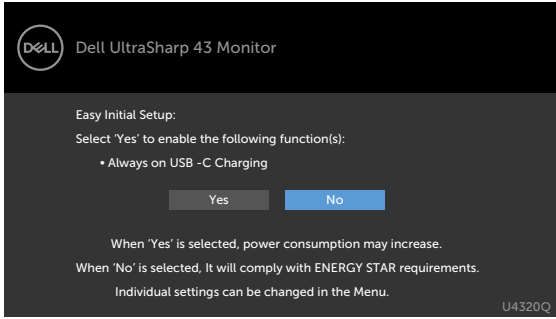 DELL
Dell UltraSharp 43 Monitor
Easy Initial Setup:
Select ‘Yes’ to enable the following function(s):
• Always on USB -C Charging
Yes
No
When ‘Yes’ is selected, power consumption may increase.
When ‘No’ is selected, It will comply with ENERGY STAR requirements.
Individual settings can be changed in the Menu.
U4320Q